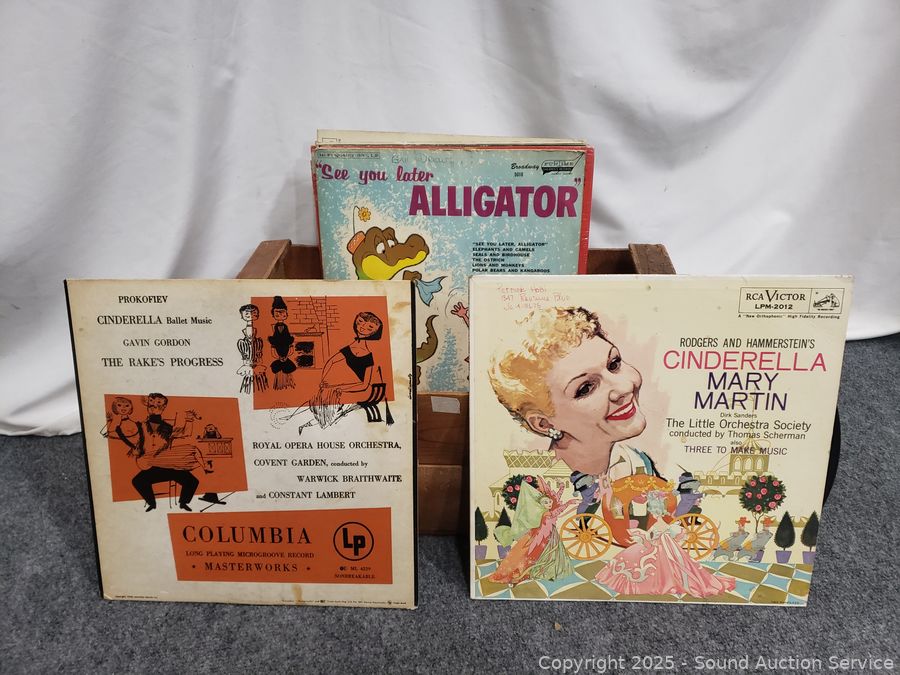 "See you later
ALLIGATOR"
Broadway
"SEE YOU LATER, ALLIGATOR"
ELEPHANTS AND CAMELS
SEALS AND BIRDHOUSE
THE OSTRICH
LIONS AND MONKEYS
POLAR BEARS AND KANGAROOS
PROKOFIEV
CINDERELLA Ballet Music
GAVIN GORDON
THE RAKE'S PROGRESS
ROYAL OPERA HOUSE ORCHESTRA,
COVENT GARDEN, conducted by
WARWICK BRAITHWAITE
and CONSTANT LAMBERT
COLUMBIA
LONG PLAYING MICROGROOVE RECORD
* MASTERWORKS *
LP
ML 4229
NONBREAKABLE
RCA VICTOR
LPM-2012
A "New Orthophonic" High Fidelity Recording
RODGERS AND HAMMERSTEIN'S
CINDERELLA
MARY
MARTIN
Dirk Sanders
The Little Orchestra Society
conducted by Thomas Scherman
also
THREE TO MAKE MUSIC
Copyright 2025 - Sound Auction Service